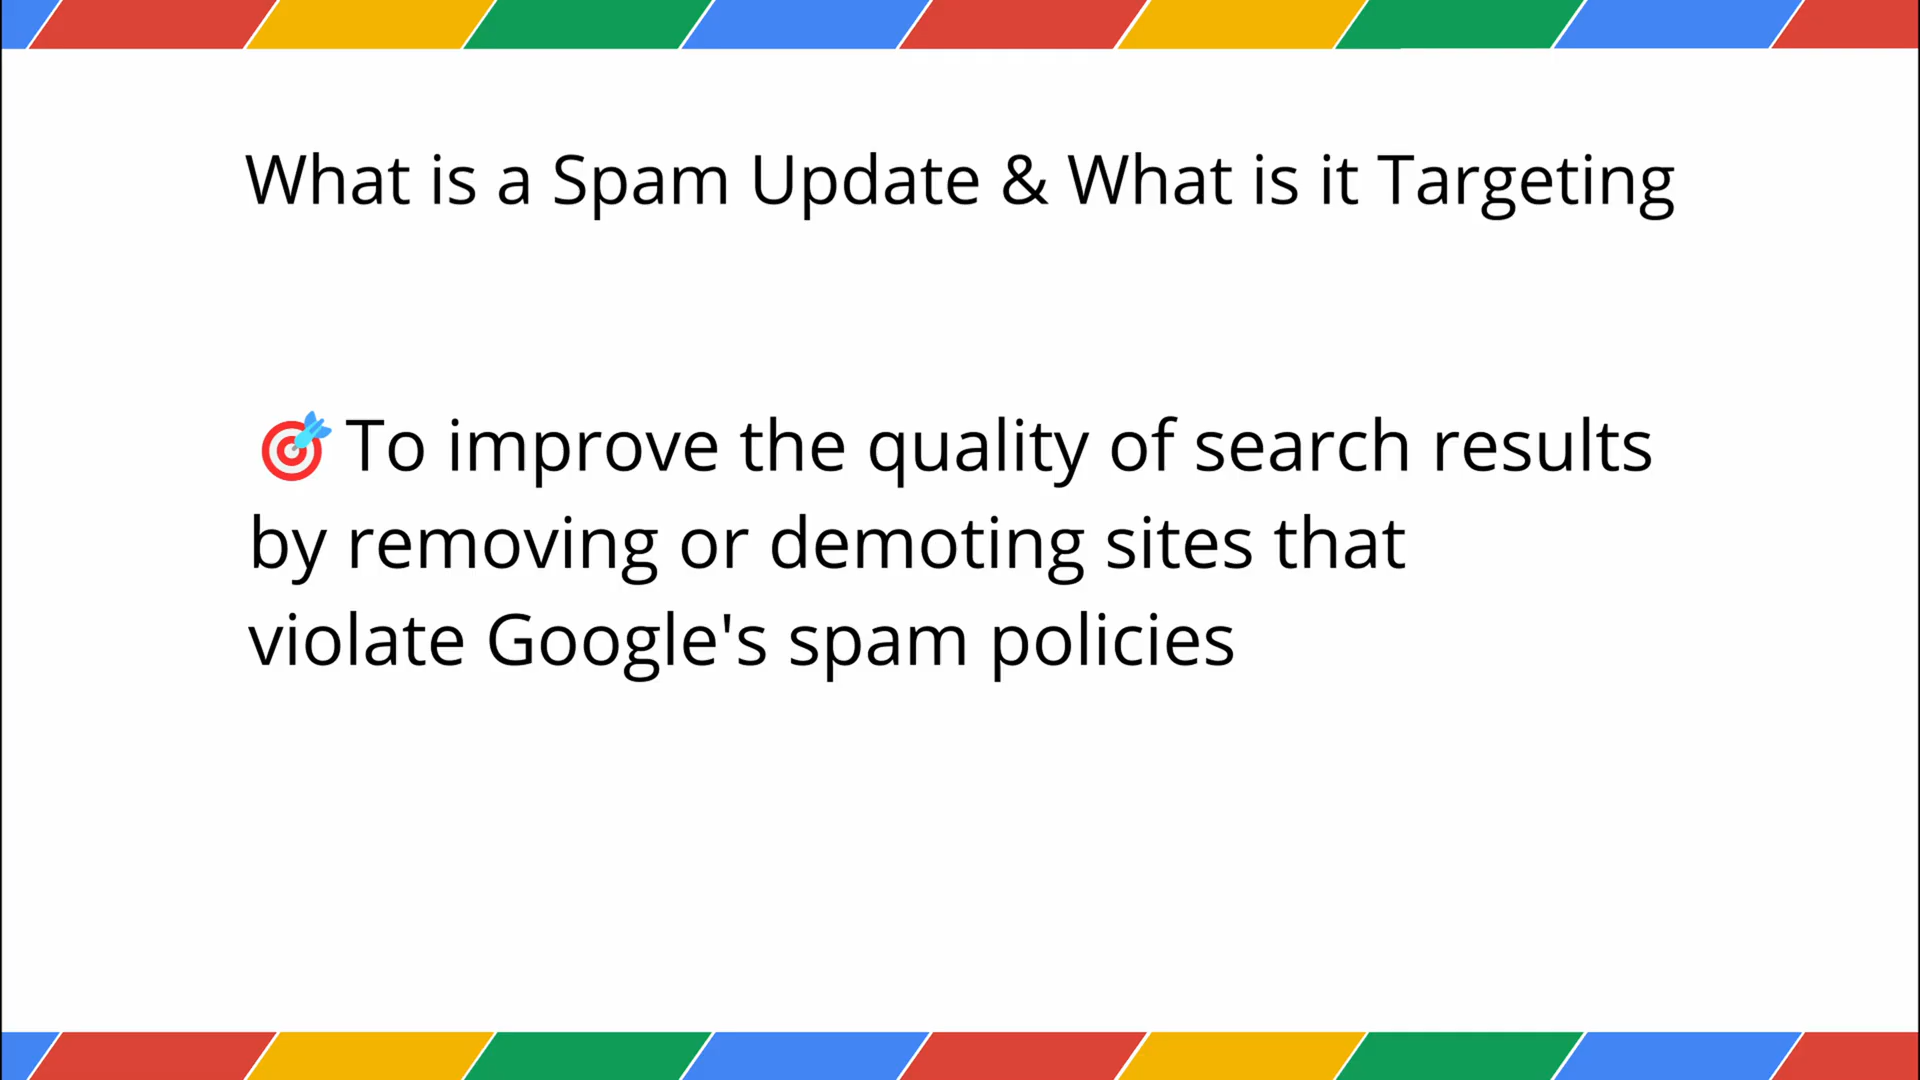 What is a Spam Update & What is it Targeting
🎯 To improve the quality of search results
by removing or demoting sites that
violate Google's spam policies